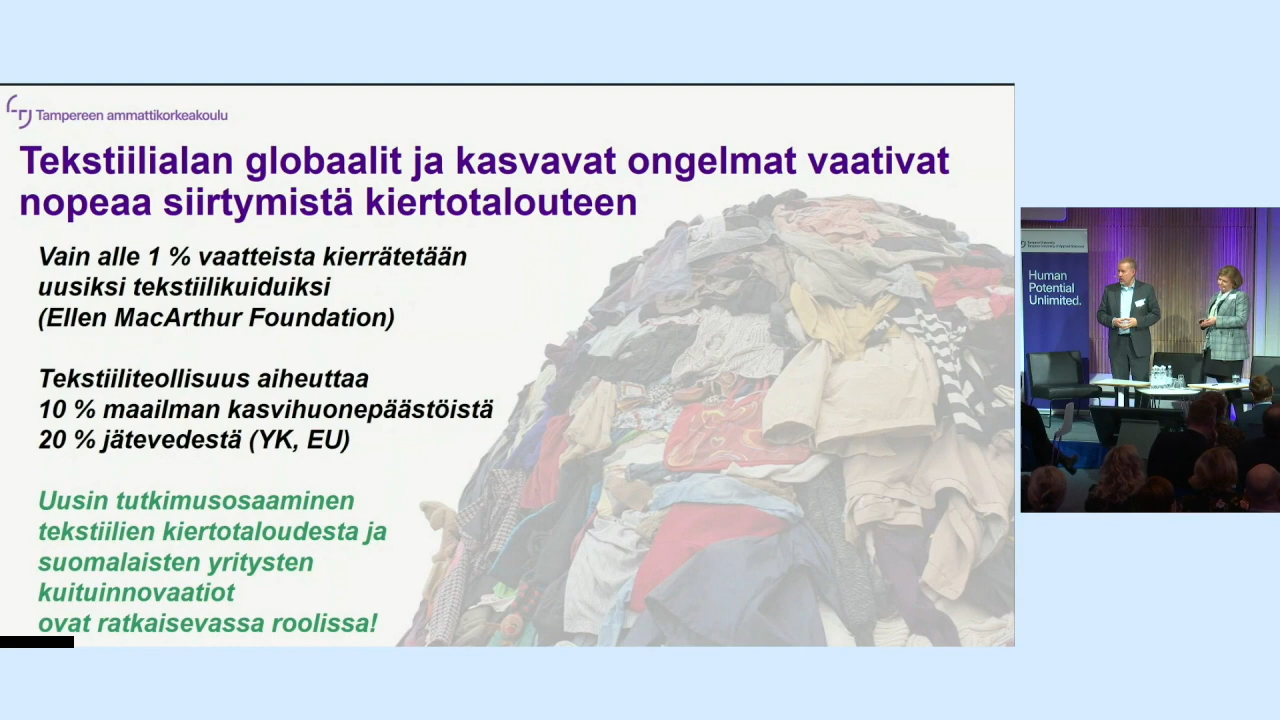 Tampereen ammattikorkeakoulu
Tekstiilialan globaalit ja kasvavat ongelmat vaativat
nopeaa siirtymistä kiertotalouteen
Vain alle 1 % vaatteista kierrätetään
uusiksi tekstiilikuiduiksi
(Ellen MacArthur Foundation)
Tekstiiliteollisuus aiheuttaa
10 % maailman kasvihuonepäästöistä
20 % jätevedestä (YK, EU)
Uusin tutkimusosaaminen
tekstiilien kiertotaloudesta ja
suomalaisten yritysten
kuituinnovaatiot
ovat ratkaisevassa roolissa!
Human
Potential
Unlimited.